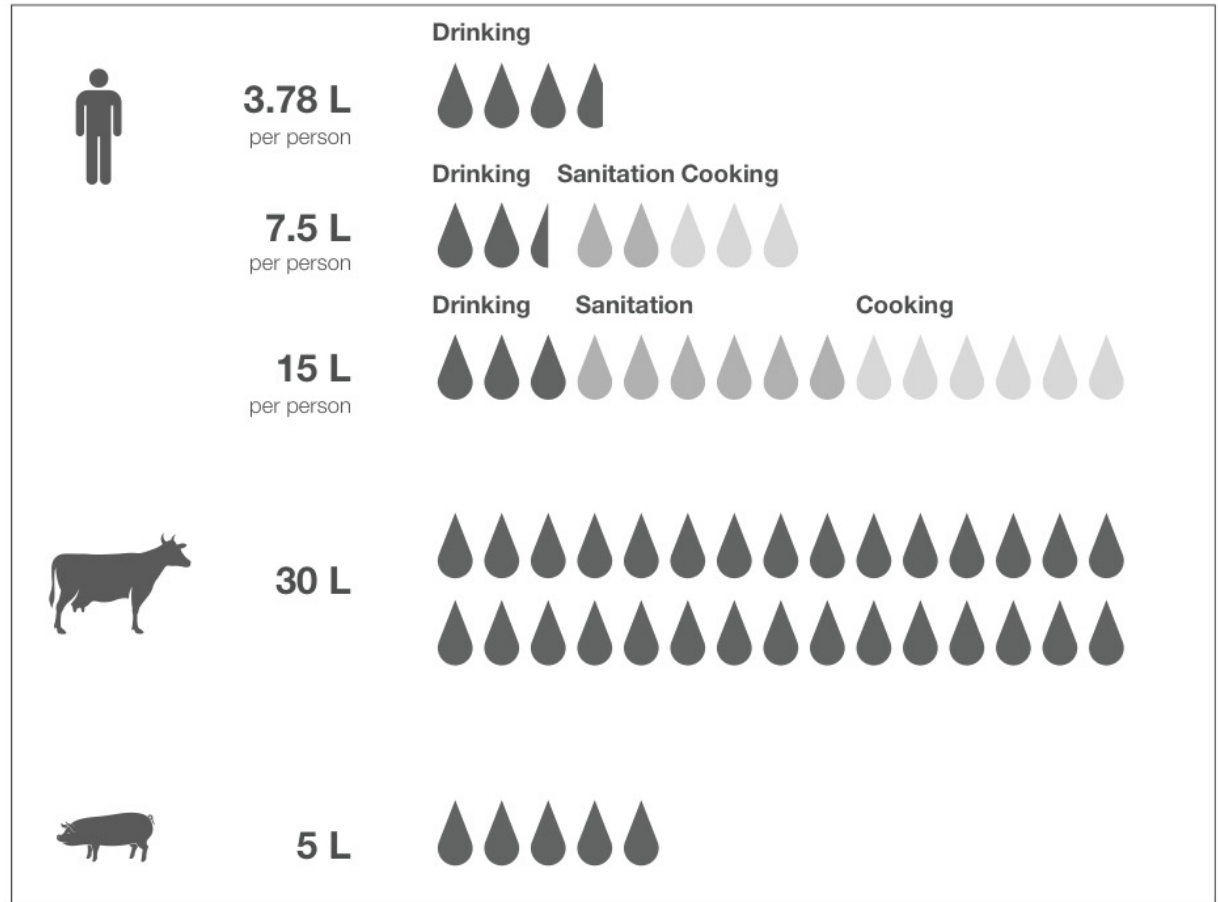 Drinking
3.78 L
per person
Drinking Sanitation Cooking
7.5 L
per person
Drinking Sanitation Cooking
15 L
per person
30 L
5 L